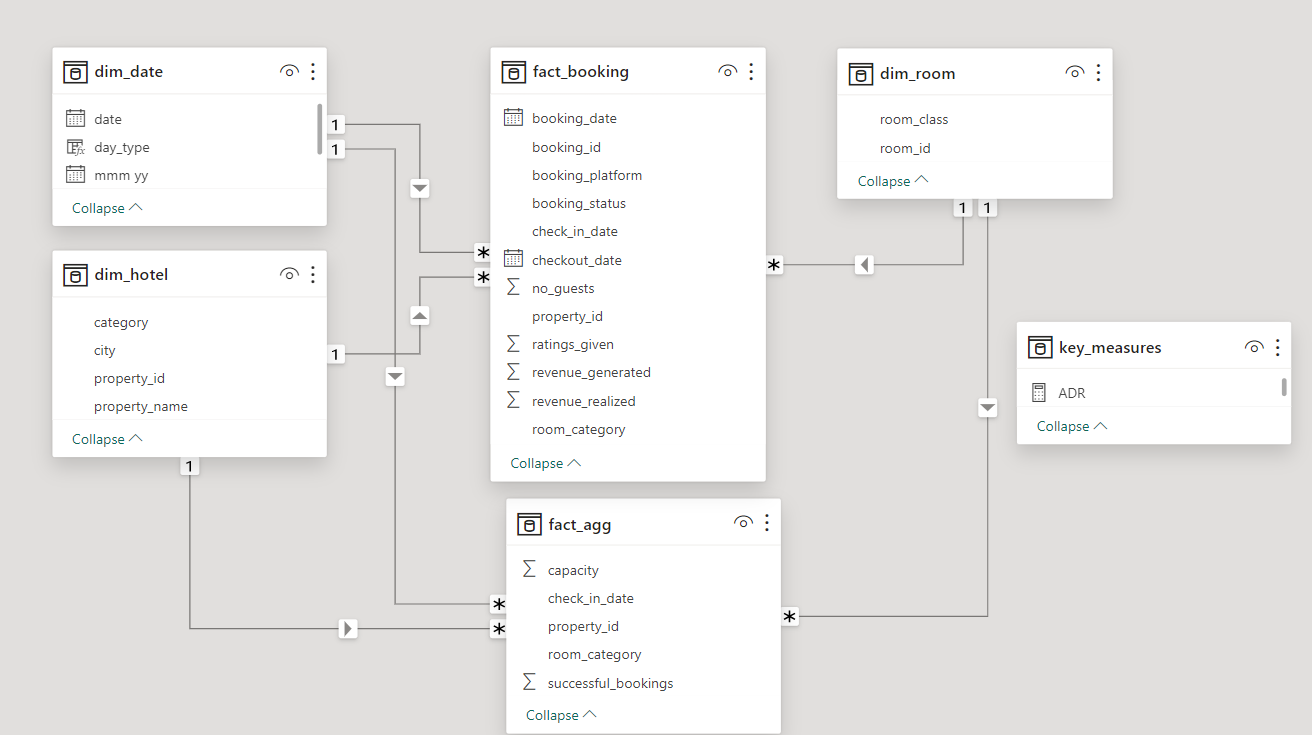 dim_date
date
day_type
mmm yy
Collapse
dim_hotel
category
city
property_id
property_name
Collapse
fact_booking
booking_date
booking_id
booking_platform
booking_status
check_in_date
checkout_date
no_guests
property_id
ratings_given
revenue_generated
revenue_realized
room_category
Collapse
dim_room
room_class
room_id
Collapse
key_measures
ADR
Collapse
fact_agg
capacity
check_in_date
property_id
room_category
successful_bookings
Collapse
1
1
*
*
1
1
1
1
*
*
*
*